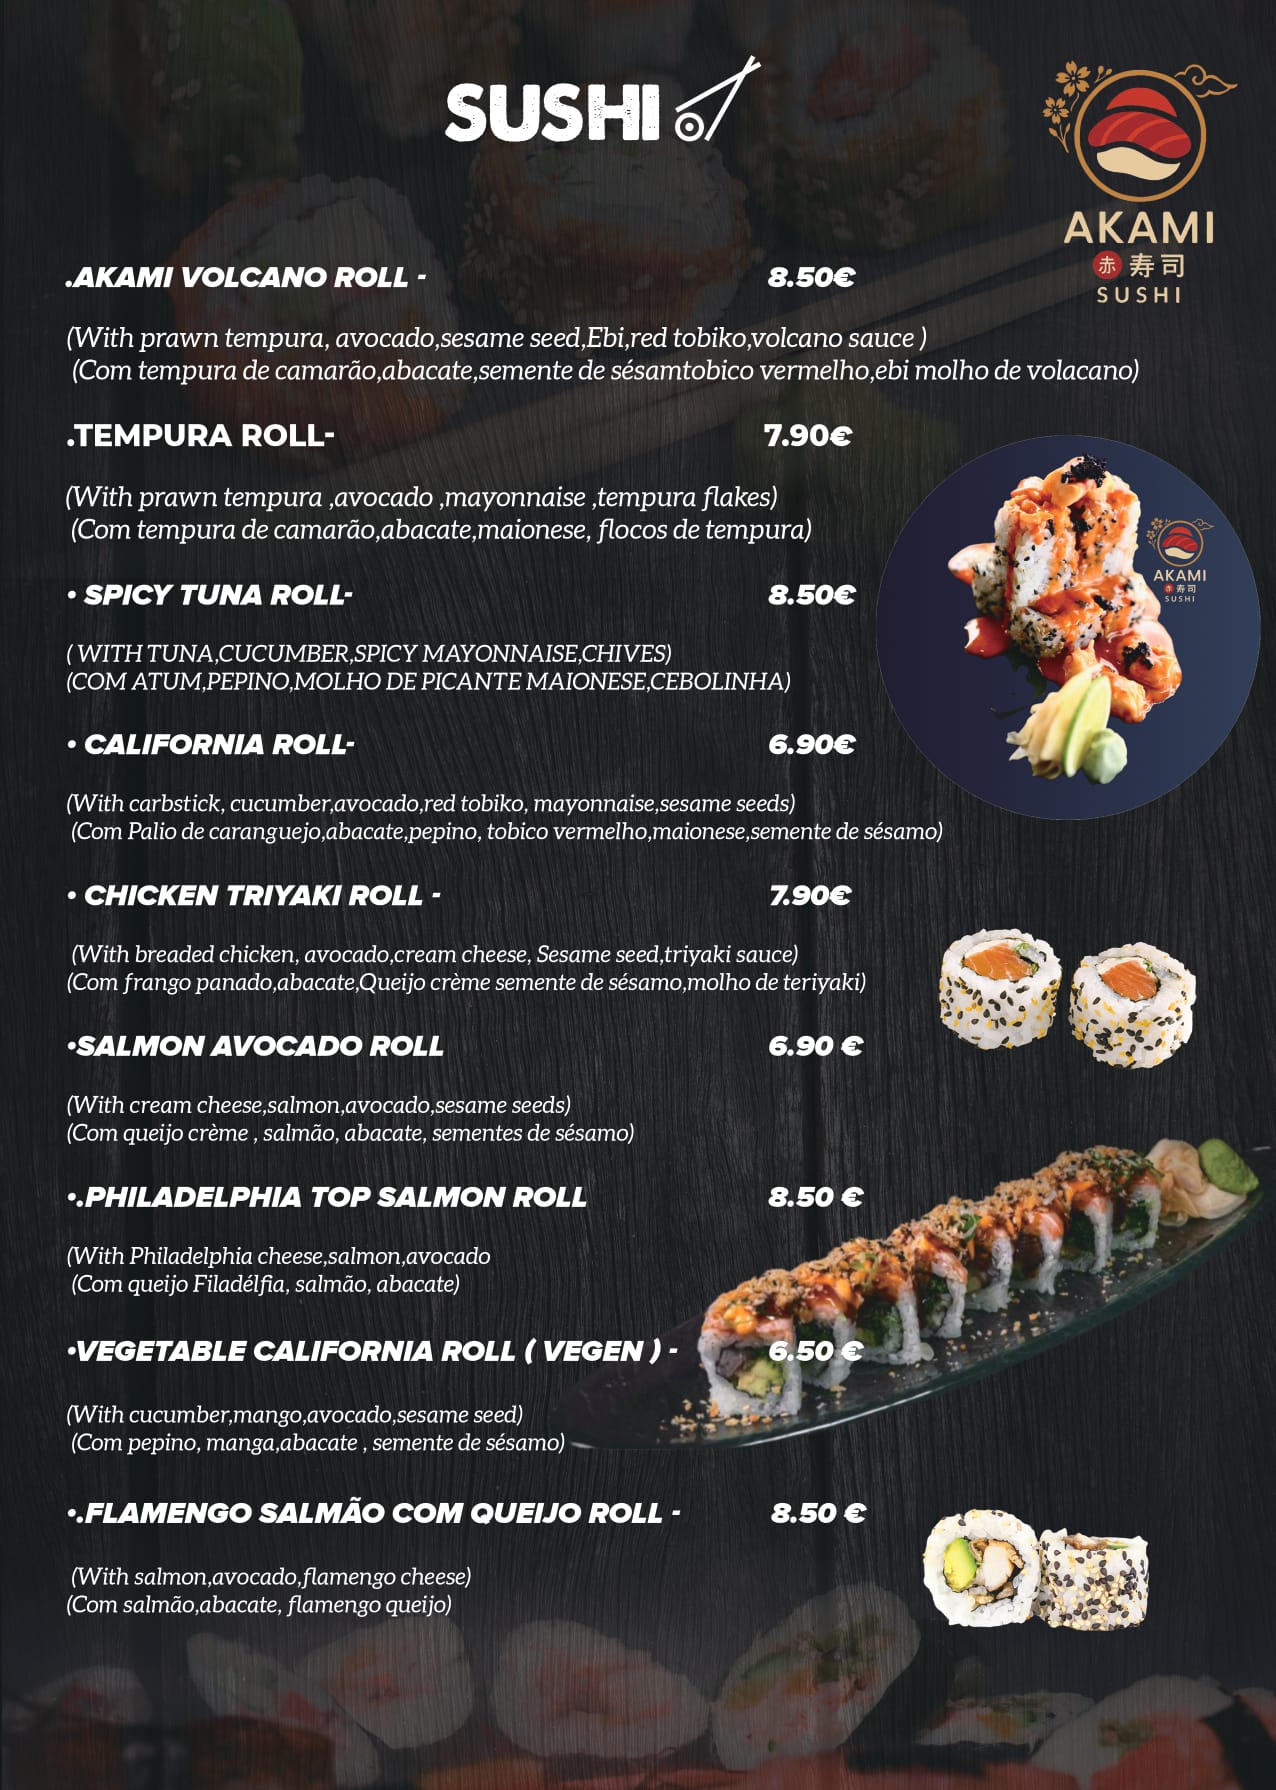 SUSHI
AKAMI
赤 寿司
SUSHI
.AKAMI VOLCANO ROLL - 8.50€
(With prawn tempura, avocado,sesame seed,Ebi,red tobiko,volcano sauce )
(Com tempura de camarão,abacate,semente de sésamtobico vermelho,ebi molho de volacano)
.TEMPURA ROLL- 7.90€
(With prawn tempura ,avocado ,mayonnaise ,tempura flakes)
(Com tempura de camarão,abacate,maionese, flocos de tempura)
AKAMI
赤 寿司
SUSHI
• SPICY TUNA ROLL- 8.50€
( WITH TUNA,CUCUMBER,SPICY MAYONNAISE,CHIVES)
(COM ATUM,PEPINO,MOLHO DE PICANTE MAIONESE,CEBOLINHA)
• CALIFORNIA ROLL- 6.90€
(With carbstick, cucumber,avocado,red tobiko, mayonnaise,sesame seeds)
(Com Palio de caranguejo,abacate,pepino, tobico vermelho,maionese,semente de sésamo)
• CHICKEN TRIYAKI ROLL - 7.90€
(With breaded chicken, avocado,cream cheese, Sesame seed,triyaki sauce)
(Com frango panado,abacate,Queijo crème semente de sésamo,molho de teriyaki)
•SALMON AVOCADO ROLL 6.90 €
(With cream cheese,salmon,avocado,sesame seeds)
(Com queijo crème , salmão, abacate, sementes de sésamo)
•.PHILADELPHIA TOP SALMON ROLL 8.50 €
(With Philadelphia cheese,salmon,avocado
(Com queijo Filadélfia, salmão, abacate)
•VEGETABLE CALIFORNIA ROLL ( VEGEN ) - 6.50 €
(With cucumber,mango,avocado,sesame seed)
(Com pepino, manga,abacate , semente de sésamo)
•.FLAMENGO SALMÃO COM QUEIJO ROLL - 8.50 €
(With salmon,avocado,flamengo cheese)
(Com salmão,abacate, flamengo queijo)